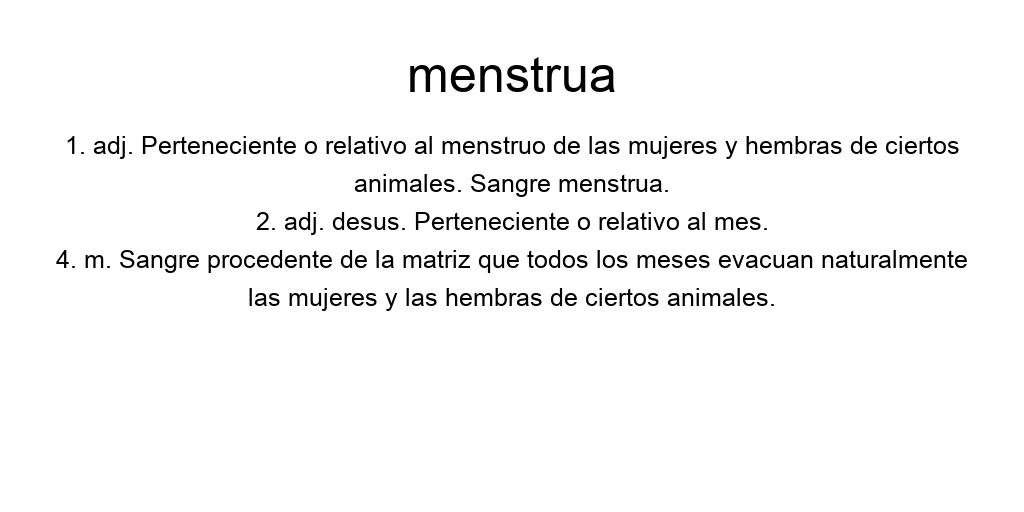 menstrua
1. adj. Perteneciente o relativo al menstruo de las mujeres y hembras de ciertos
animales. Sangre menstrua.
2. adj. desus. Perteneciente o relativo al mes.
4. m. Sangre procedente de la matriz que todos los meses evacuan naturalmente
las mujeres y las hembras de ciertos animales.